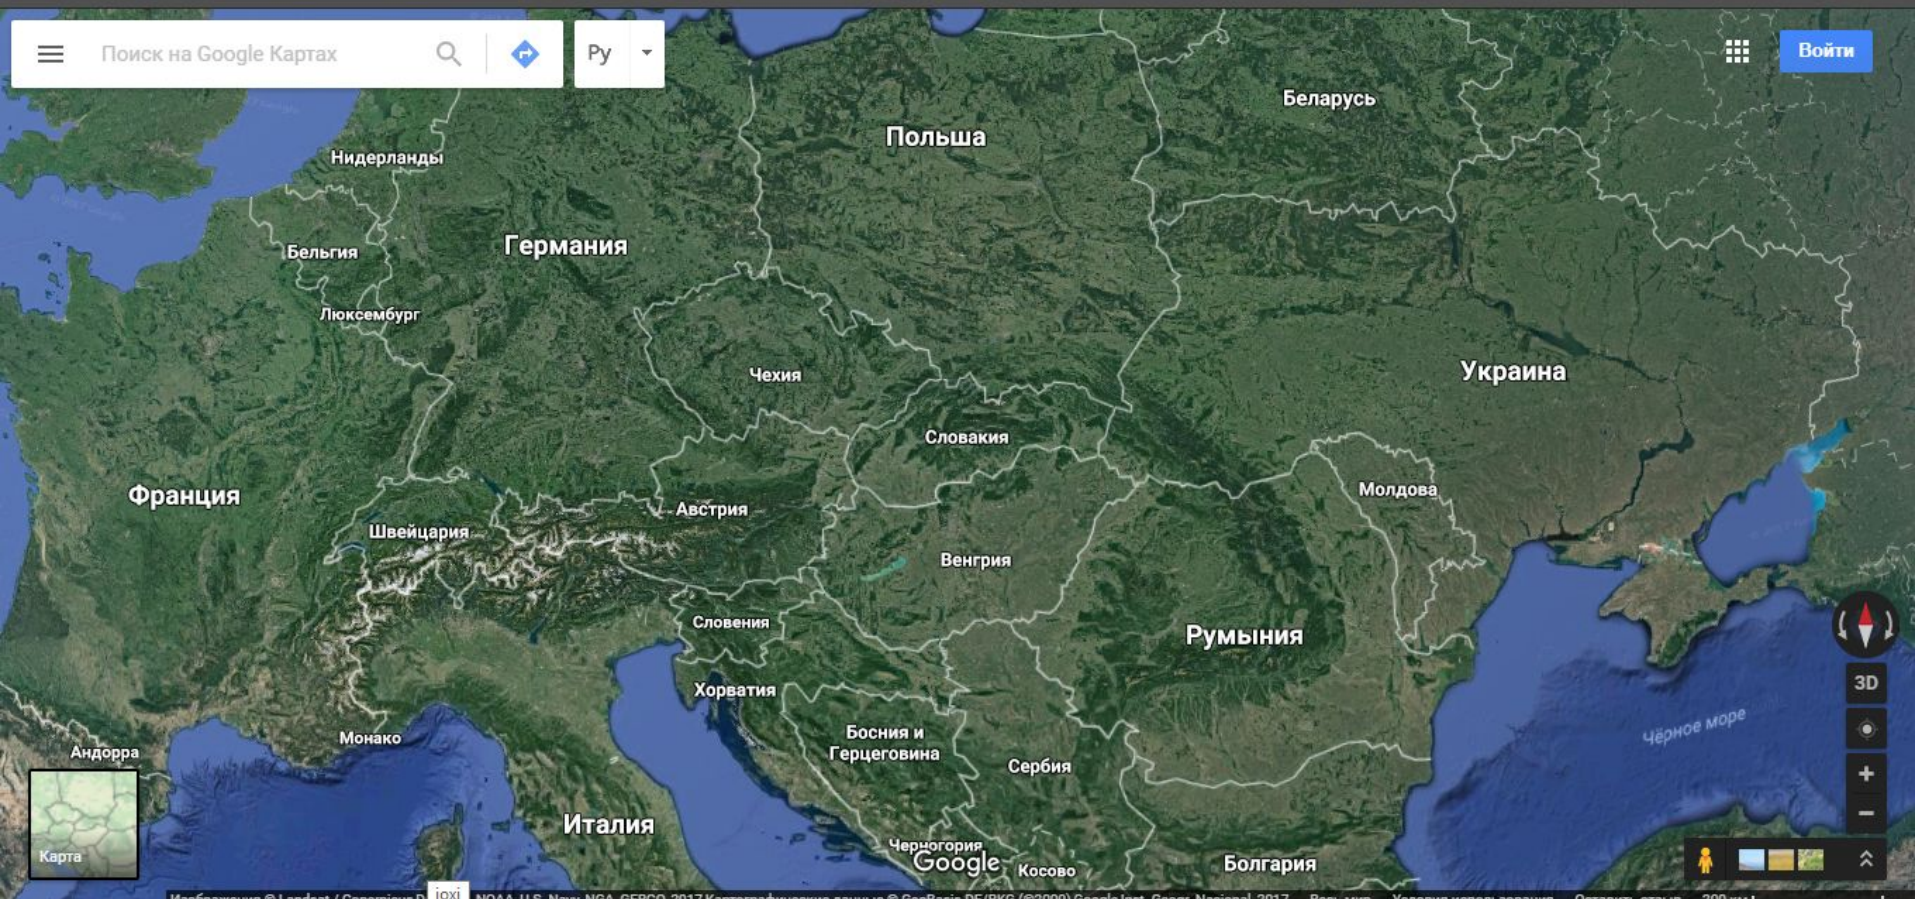 Поиск на Google Картах
Ру
Войти
Беларусь
Польша
Нидерланды
Германия
Бельгия
Люксембург
Украина
Чехия
Словакия
Франция
Молдова
Австрия
Швейцария
Венгрия
Словения
Румыния
3D
Хорватия
Чёрное море
Монако
Босния и
Герцеговина
Андорра
Сербия
Италия
Черногория
Карта
Google
Косово
Болгария
joxi